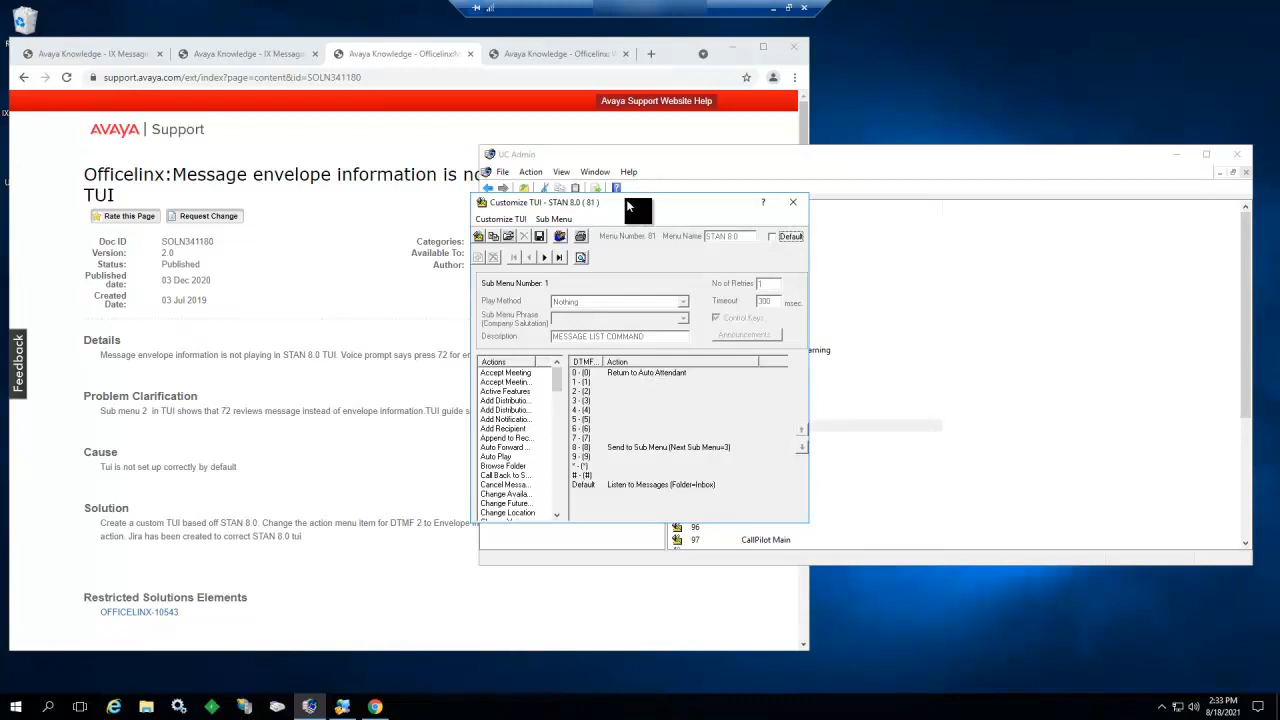 Avaya Knowledge - IX Messag
Avaya Knowledge - IX Message
Avaya Knowledge - Officelinx:M
Avaya Knowledge - Officelinx W
support.avaya.com/ext/index?page=content&id=SOLN341180
Avaya Support Website Help
AVAYA | Support
Officelinx:Message envelope information is no
TUI
Rate this Page
Request Change
Doc ID SOLN341180
Version: 2.0
Status: Published
Published date 03 Dec 2020
Created Date: 03 Jul 2019
Categories:
Available To:
Author:
Feedback
Details
Message envelope information is not playing in STAN 8.0 TUI. Voice prompt says press 72 for en
Problem Clarification
Sub menu 2 in TUI shows that 72 reviews message instead of envelope information.TUI guide s
Cause
Tui is not set up correctly by default
Solution
Create a custom TUI based off STAN 8.0. Change the action menu item for DTMF 2 to Envelope in
action. Jira has been created to correct STAN 8.0 tui
Restricted Solutions Elements
OFFICELINX-10543
UC Admin
File Action View Window Help
Customize TUI - STAN 8.0 ( 81 )
Customize TUI Sub Menu
Menu Number: 81 Menu Name STAN 8.0 Default
Sub Menu Number: 1
No of Retries 1
Play Method Nothing
Timeout 300 msec.
Sub Menu Phrase
(Company Salutation)
Control Keys
Description MESSAGE LIST COMMAND
Announcements
Actions DTMF... Action
Accept Meeting 0 - (0) Return to Auto Attendant
Accept Meetin... 1 - (1)
Active Features 2 - (2)
Add Distributio... 3 - (3)
Add Distributio... 4 - (4)
Add Notificatio... 5 - (5)
Add Recipient 6 - (6)
Append to Rec... 7 - (7)
Auto Forward ... 8 - (8) Send to Sub Menu (Next Sub Menu=3)
Auto Play 9 - (9)
Browse Folder * - (*)
Call Back to S... # - (#)
Cancel Messa... Default Listen to Messages (Folder=Inbox)
Change Availa...
Change Future...
Change Location
erning
96
97 CallPilot Main
2:33 PM
8/18/2021